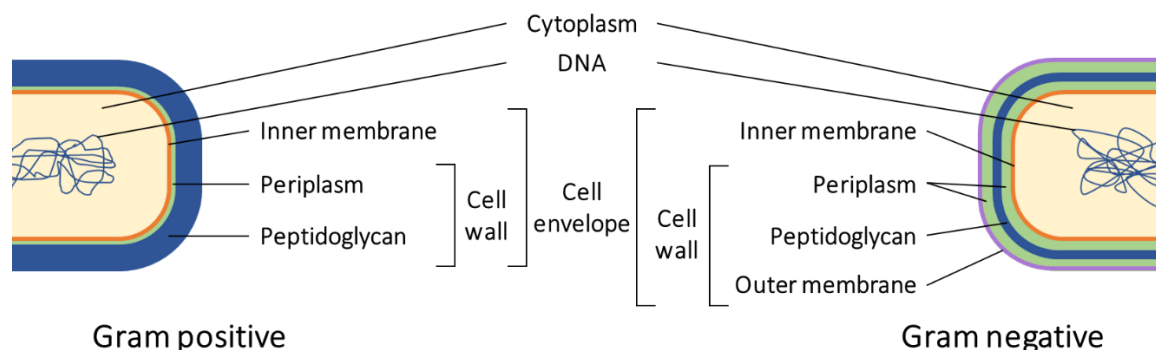 Cytoplasm
DNA
Inner membrane
Periplasm
Peptidoglycan
Cell
wall
Cell
envelope
Cell
wall
Inner membrane
Periplasm
Peptidoglycan
Outer membrane
Gram positive
Gram negative